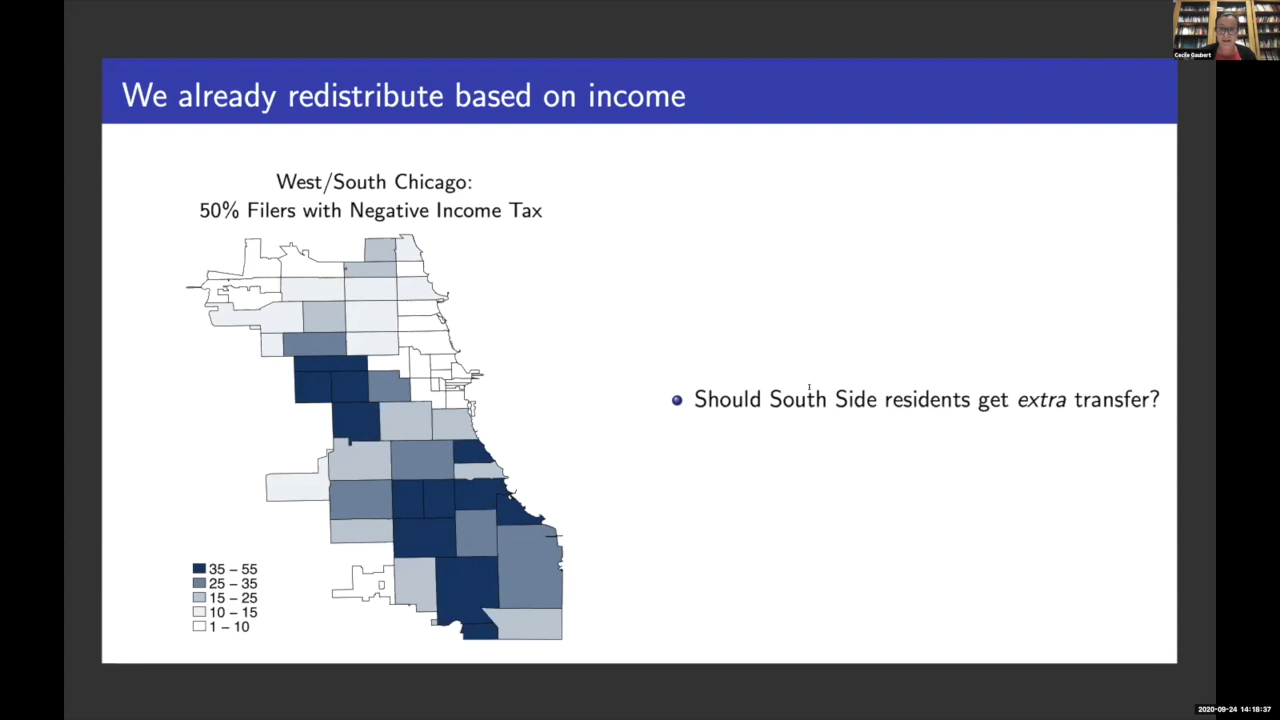 Cecile Gaubert
We already redistribute based on income
West/South Chicago:
50% Filers with Negative Income Tax
Should South Side residents get extra transfer?
35 – 55
25 – 35
15 – 25
10 – 15
1 – 10
2020-09-24 14:18:37